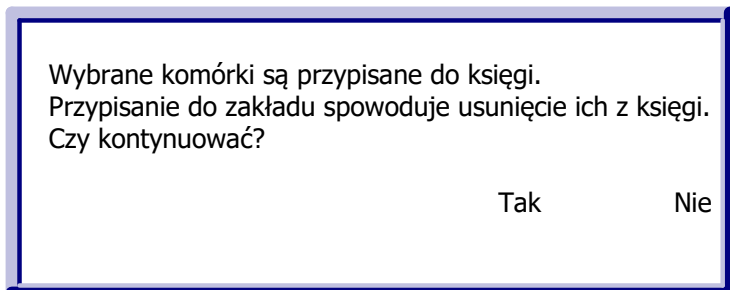 Wybrane komórki są przypisane do księgi.
Przypisanie do zakładu spowoduje usunięcie ich z księgi.
Czy kontynuować?
Tak Nie